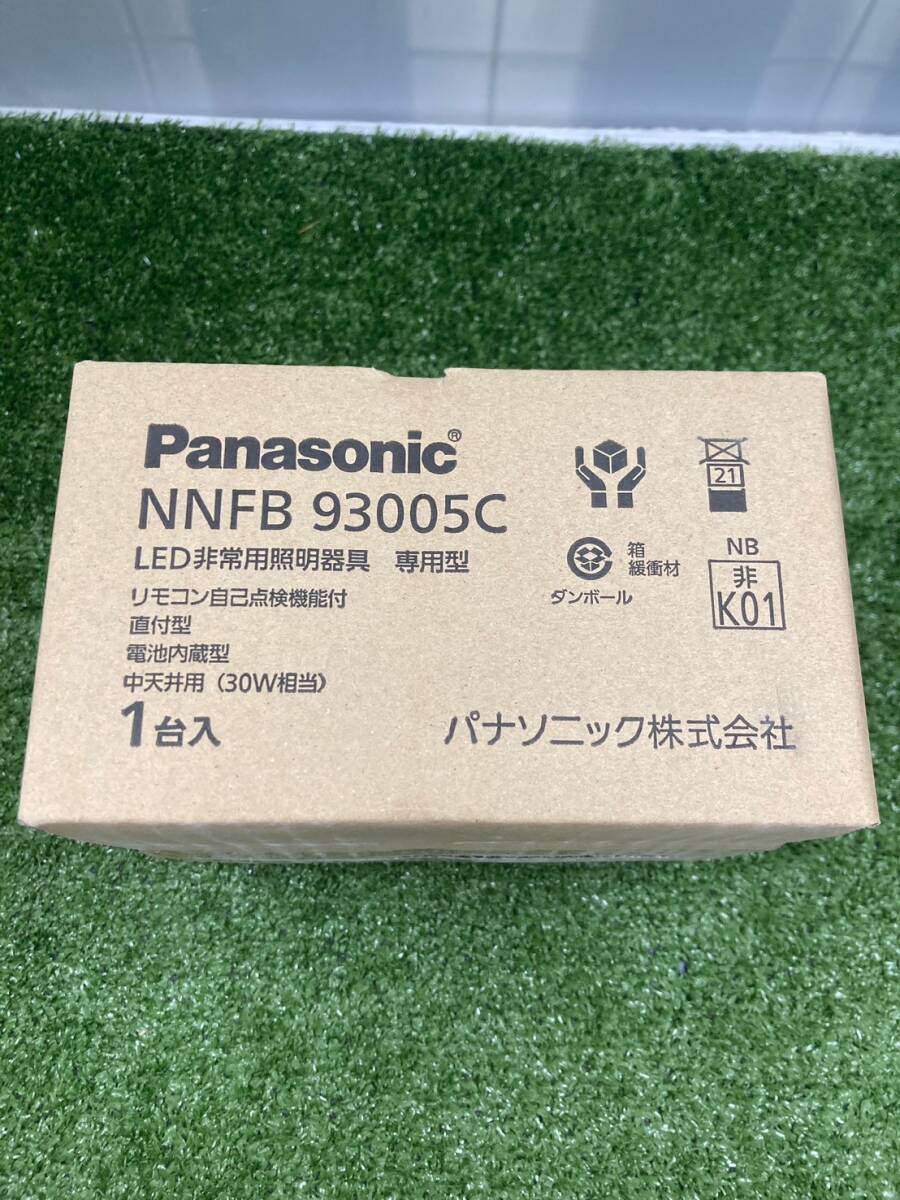 Panasonic®
NNFB 93005C
LED非常用照明器具 専用型
リモコン自己点検機能付
直付型
電池内蔵型
中天井用（30W相当）
1台入
21
箱
緩衝材
ダンボール
NB
非
K01
パナソニック株式会社